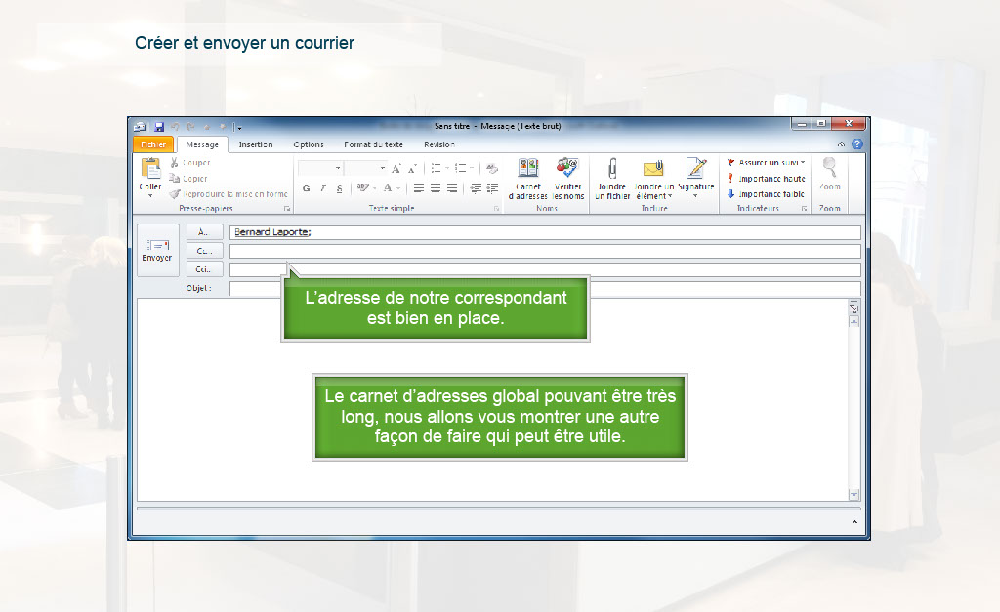 Créer et envoyer un courrier
Sans titre - Message (Texte brut)
Fichier Message Insertion Options Format du texte Révision
Coller
Couper
Copier
Reproduire la mise en forme
Presse-papiers
G I S
Texte simple
Carnet d'adresses
Vérifier les noms
Noms
Joindre un fichier
Joindre un élément
Signature
Inclure
Assurer un suivi
Importance haute
Importance faible
Indicateurs
Zoom
Zoom
Envoyer
À...
Bernard Laporte;
Cc...
Cci...
Objet :
L'adresse de notre correspondant
est bien en place.
Le carnet d'adresses global pouvant être très
long, nous allons vous montrer une autre
façon de faire qui peut être utile.